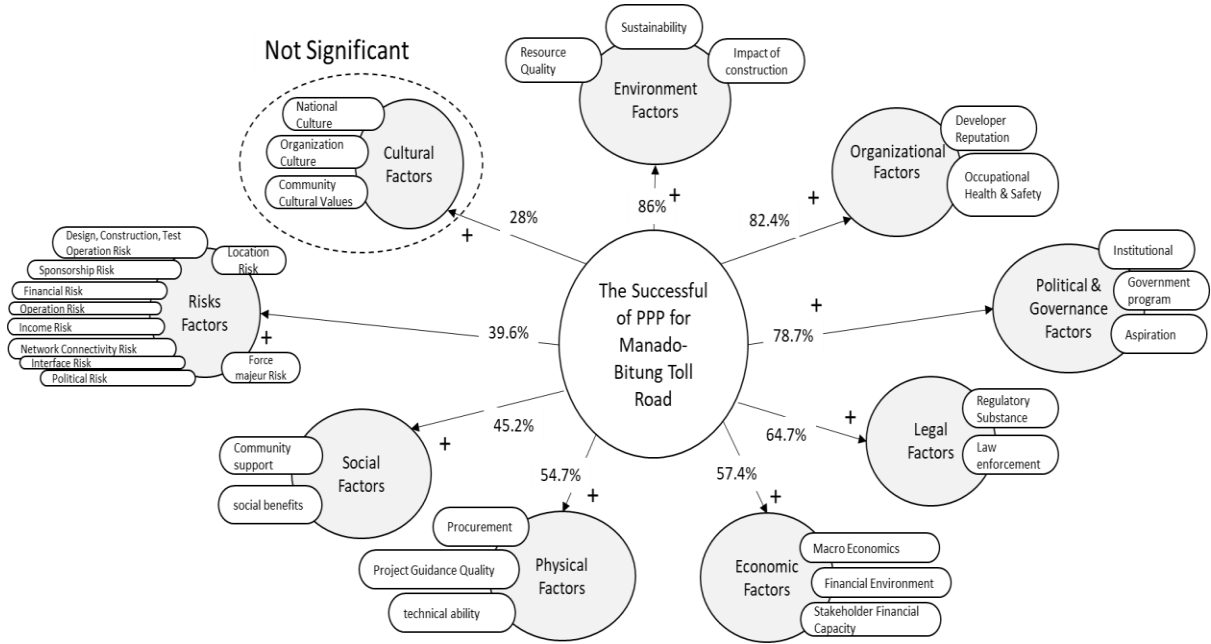 Not Significant
Sustainability
Resource
Quality
Impact of
construction
Environment
Factors
National
Culture
Organization
Culture
Community
Cultural Values
Cultural
Factors
Developer
Reputation
Organizational
Factors
Occupational
Health & Safety
28%
+
86%
+
82.4%
+
Design, Construction, Test
Operation Risk
Location
Risk
Sponsorship Risk
Financial Risk
Operation Risk
Income Risk
Network Connectivity Risk
Interface Risk
Political Risk
Force
majeur Risk
Risks
Factors
39.6%
+
The Successful
of PPP for
Manado-
Bitung Toll
Road
78.7%
+
Institutional
Government
program
Aspiration
Political &
Governance
Factors
45.2%
+
Community
support
social benefits
Social
Factors
64.7%
+
Regulatory
Substance
Law
enforcement
Legal
Factors
54.7%
+
Procurement
Project Guidance Quality
technical ability
Physical
Factors
57.4%
+
Macro Economics
Financial Environment
Stakeholder Financial
Capacity
Economic
Factors